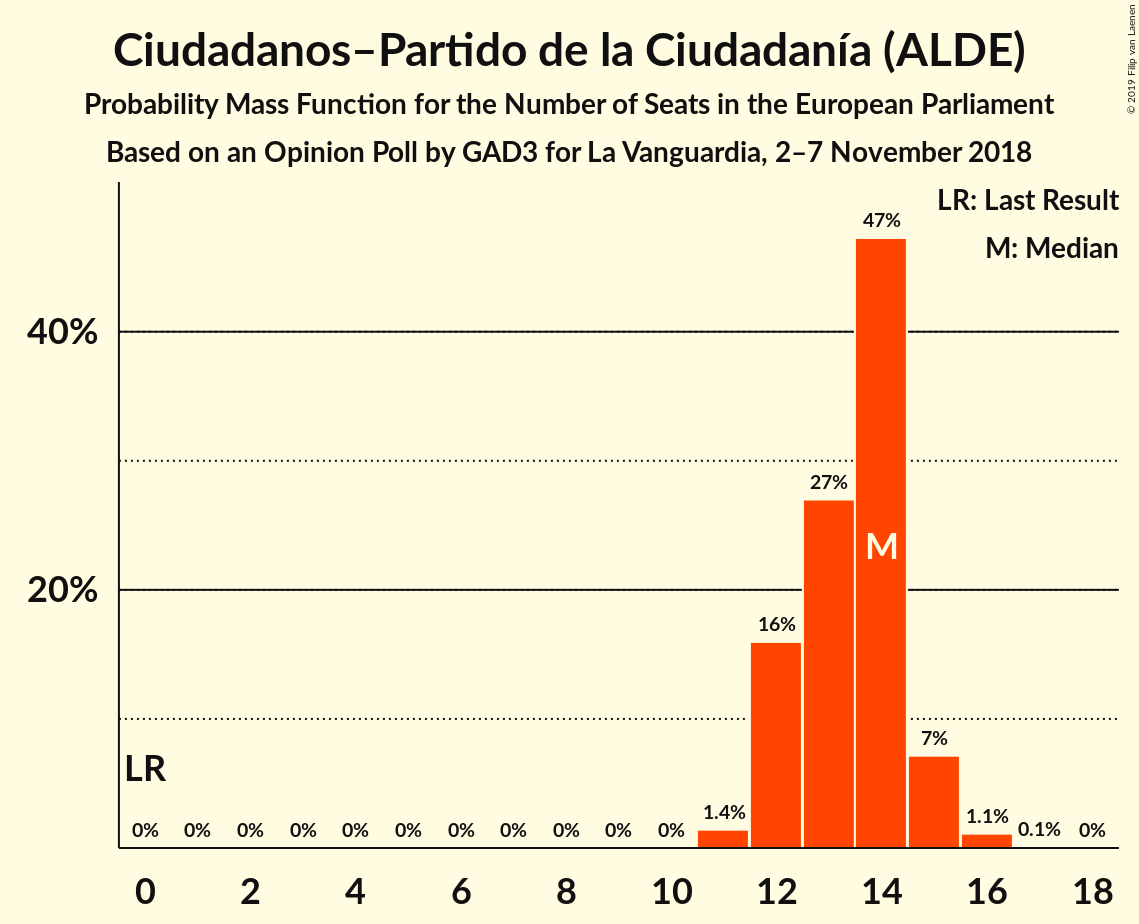 Ciudadanos–Partido de la Ciudadanía (ALDE)
Probability Mass Function for the Number of Seats in the European Parliament
Based on an Opinion Poll by GAD3 for La Vanguardia, 2–7 November 2018
© 2019 Filip van Laenen
LR: Last Result
M: Median
47%
40%
27%
M
20%
16%
7%
LR
0% 0% 0% 0% 0% 0% 0% 0% 0% 0% 0% 1.4% 1.1% 0.1% 0%
0 2 4 6 8 10 12 14 16 18